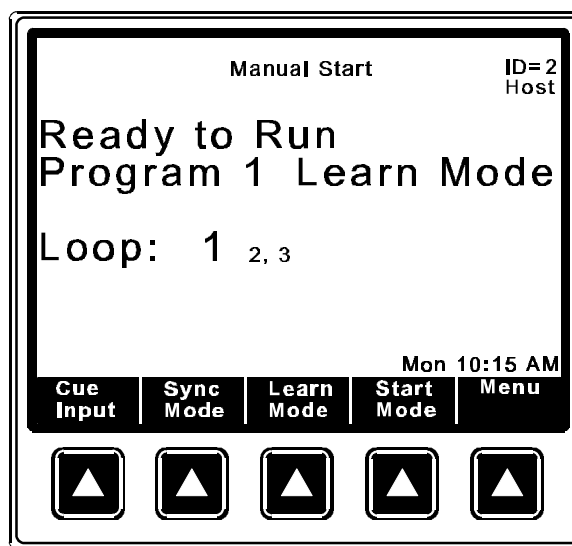 Manual Start
ID=2
Host
Ready to Run
Program 1 Learn Mode
Loop: 1 2, 3
Mon 10:15 AM
Cue Input
Sync Mode
Learn Mode
Start Mode
Menu